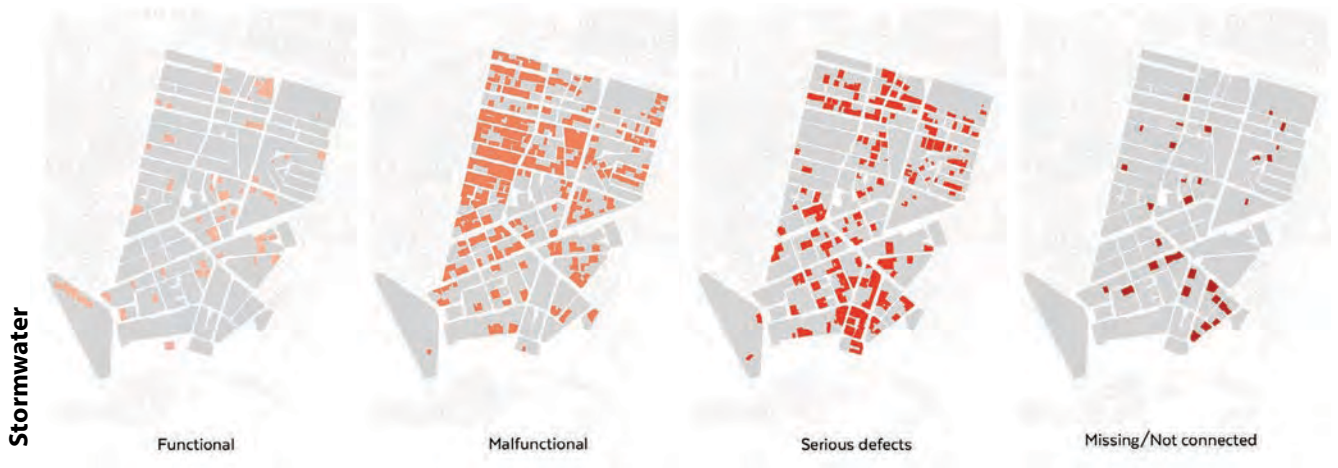 Stormwater
Functional
Malfunctional
Serious defects
Missing/Not connected